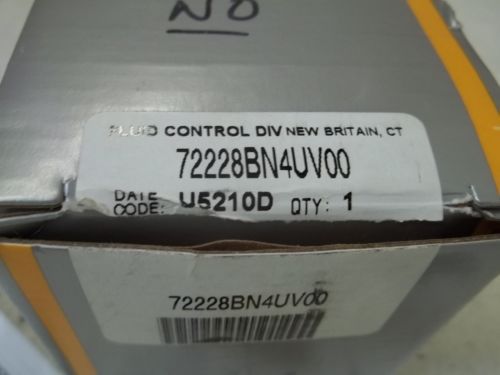 NO
FLUID CONTROL DIV NEW BRITAIN, CT
72228BN4UV00
DATE CODE: U5210D QTY: 1
72228BN4UV00